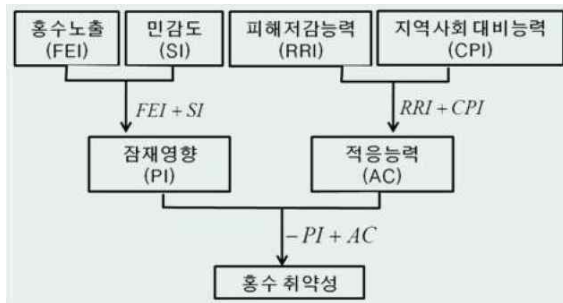 홍수노출 민감도 피해저감능력 지역사회 대비능력
(FEI) (SI) (RRI) (CPI)
FEI + SI RRI + CPI
잠재영향 적응능력
(PI) (AC)
− PI + AC
홍수 취약성